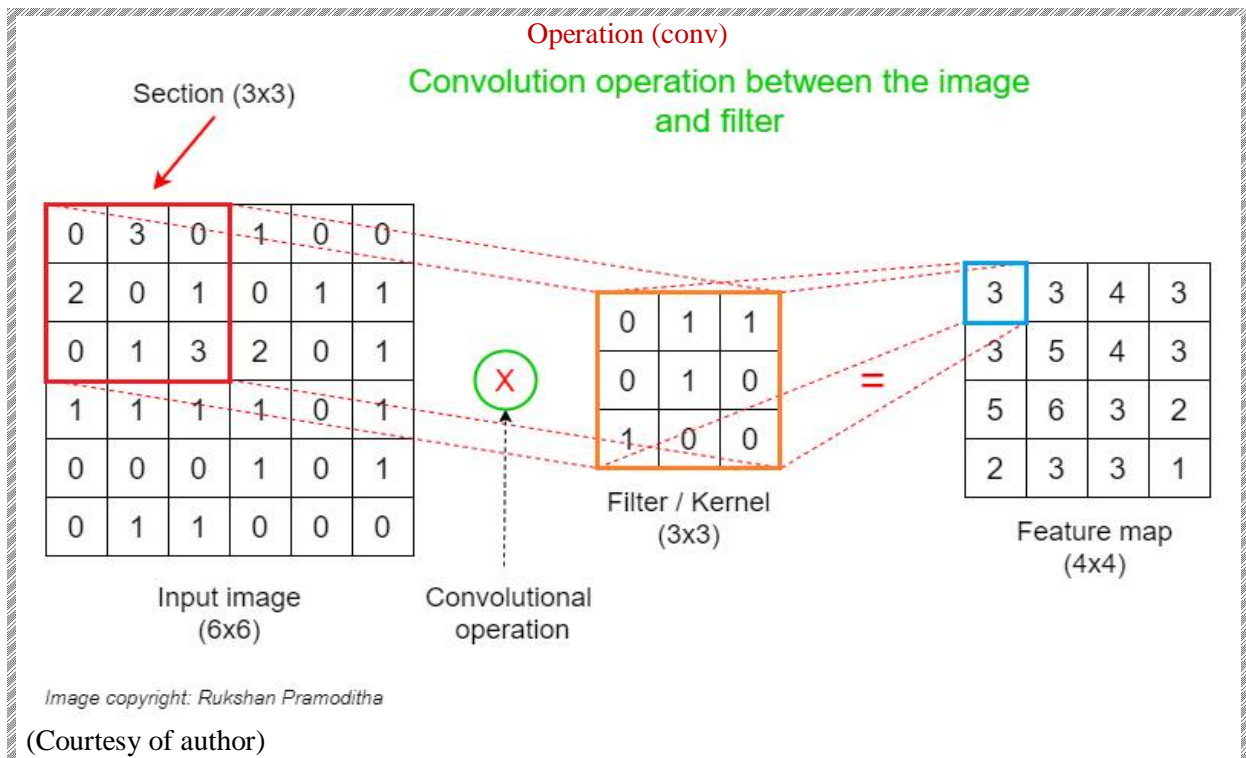 Operation (conv)
Convolution operation between the image
and filter
Section (3x3)
0 3 0 1 0 0
2 0 1 0 1 1
0 1 3 2 0 1
1 1 1 1 0 1
0 0 0 1 0 1
0 1 1 0 0 0
Input image
(6x6)
X
Convolutional
operation
0 1 1
0 1 0
1 0 0
Filter / Kernel
(3x3)
=
3 3 4 3
3 5 4 3
5 6 3 2
2 3 3 1
Feature map
(4x4)
Image copyright: Rukshan Pramoditha
(Courtesy of author)